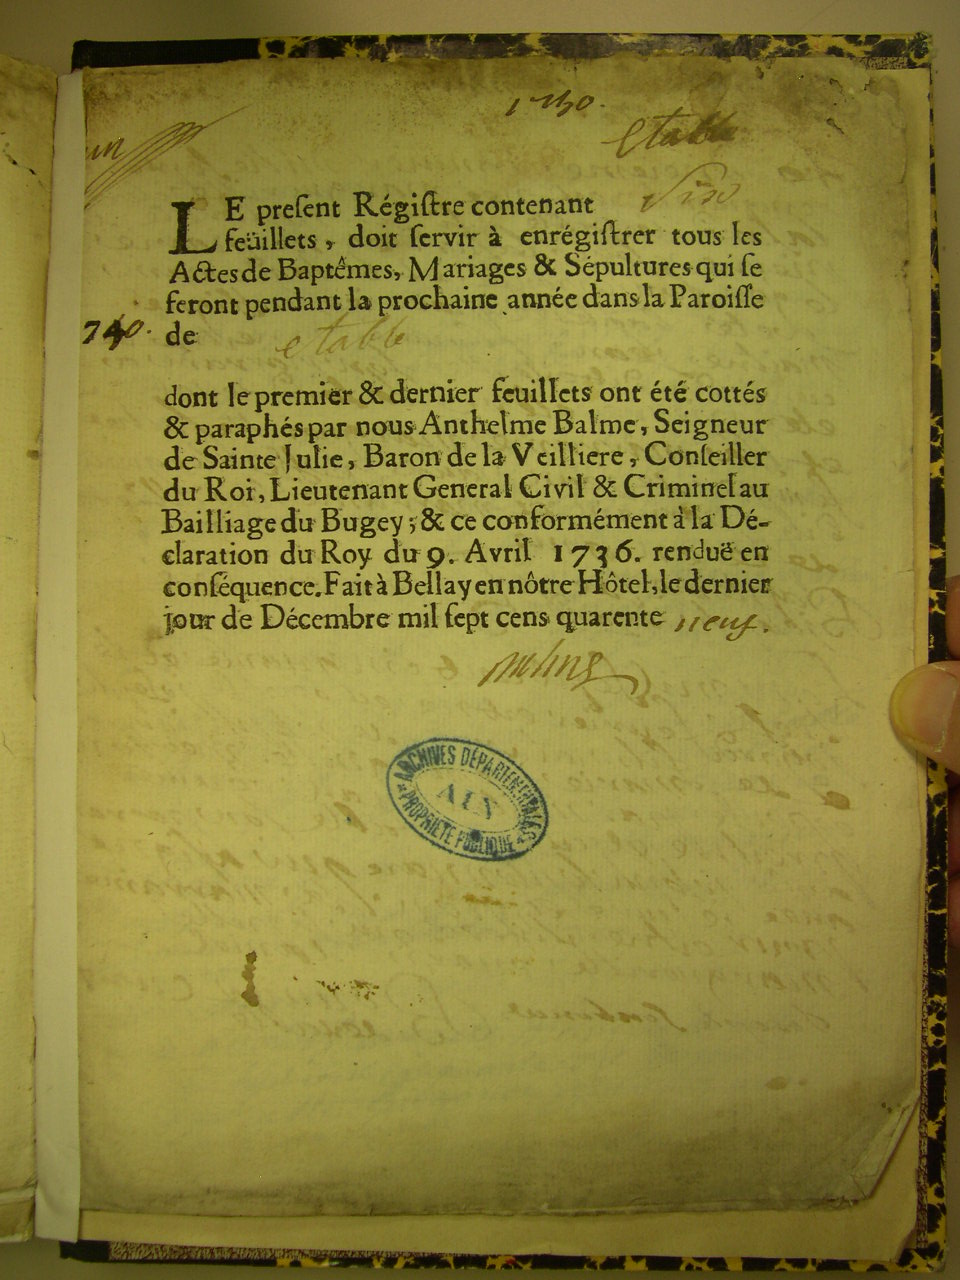 1750.
Etable
LE preſent Régiſtre contenant Six
feüillets, doit ſervir à enrégiſtrer tous les
Actes de Baptêmes, Mariages & Sépultures qui ſe
feront pendant la prochaine année dans la Paroiſſe
de etable
dont le premier & dernier feuillets ont été cottés
& paraphés par nous Anthelme Balme, Seigneur
de Sainte Julie, Baron de la Veilliere, Conſeiller
du Roi, Lieutenant General Civil & Criminel au
Bailliage du Bugey; & ce conformément à la Dé-
claration du Roy du 9. Avril 1736. renduë en
conſéquence. Fait à Bellay en nôtre Hôtel, le dernier
jour de Décembre mil ſept cens quarente neuf.
ARCHIVES DÉPARTEMENTALES
AIN
PROPRIETE PUBLIQUE